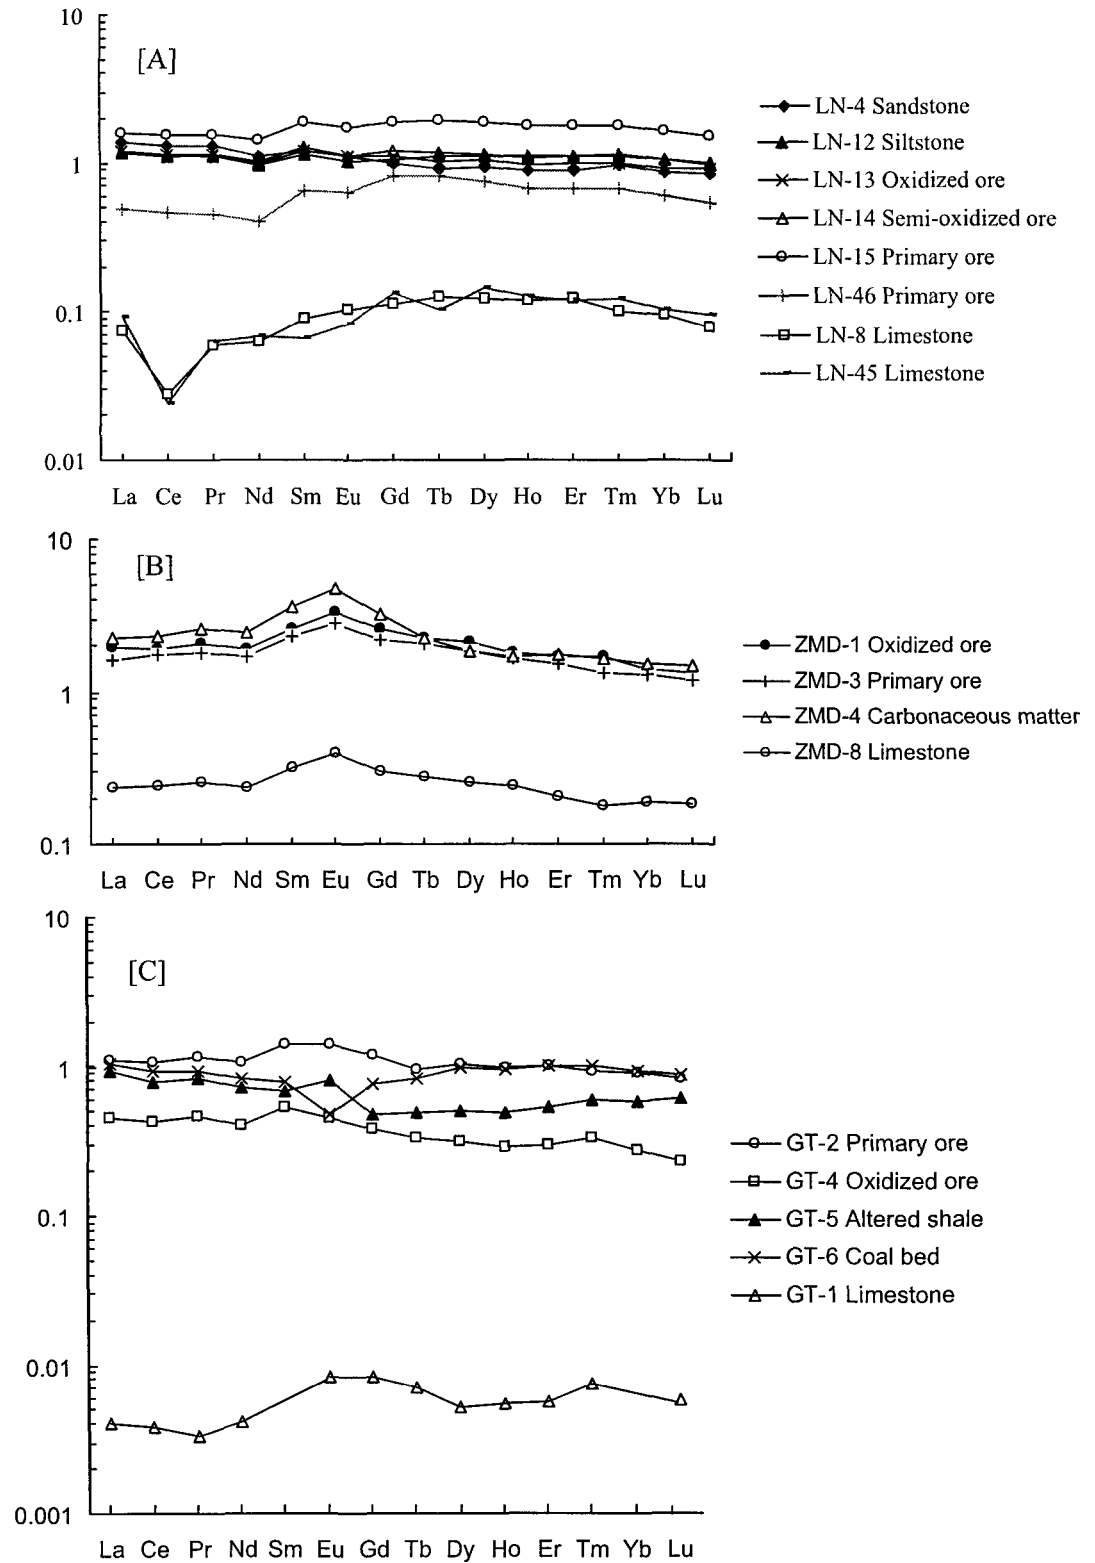 10
[A]
1
0.1
0.01
La Ce Pr Nd Sm Eu Gd Tb Dy Ho Er Tm Yb Lu
LN-4 Sandstone
LN-12 Siltstone
LN-13 Oxidized ore
LN-14 Semi-oxidized ore
LN-15 Primary ore
LN-46 Primary ore
LN-8 Limestone
LN-45 Limestone
10
[B]
1
0.1
La Ce Pr Nd Sm Eu Gd Tb Dy Ho Er Tm Yb Lu
ZMD-1 Oxidized ore
ZMD-3 Primary ore
ZMD-4 Carbonaceous matter
ZMD-8 Limestone
10
[C]
1
0.1
0.01
0.001
La Ce Pr Nd Sm Eu Gd Tb Dy Ho Er Tm Yb Lu
GT-2 Primary ore
GT-4 Oxidized ore
GT-5 Altered shale
GT-6 Coal bed
GT-1 Limestone